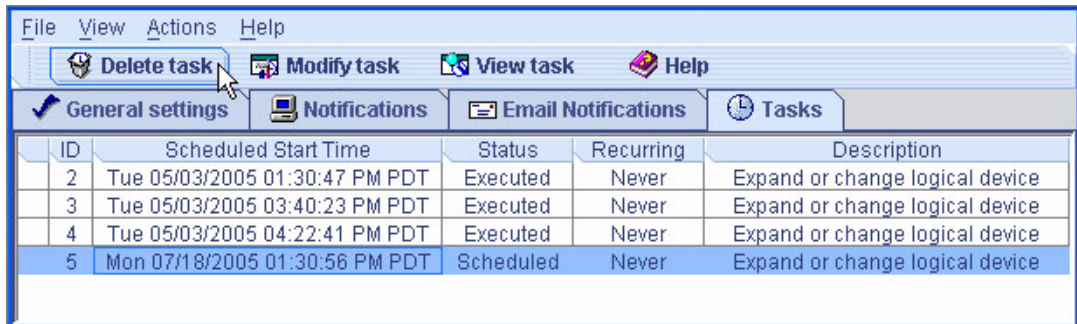 File View Actions Help
Delete task Modify task View task Help
General settings Notifications Email Notifications Tasks
ID Scheduled Start Time Status Recurring Description
2 Tue 05/03/2005 01:30:47 PM PDT Executed Never Expand or change logical device
3 Tue 05/03/2005 03:40:23 PM PDT Executed Never Expand or change logical device
4 Tue 05/03/2005 04:22:41 PM PDT Executed Never Expand or change logical device
5 Mon 07/18/2005 01:30:56 PM PDT Scheduled Never Expand or change logical device